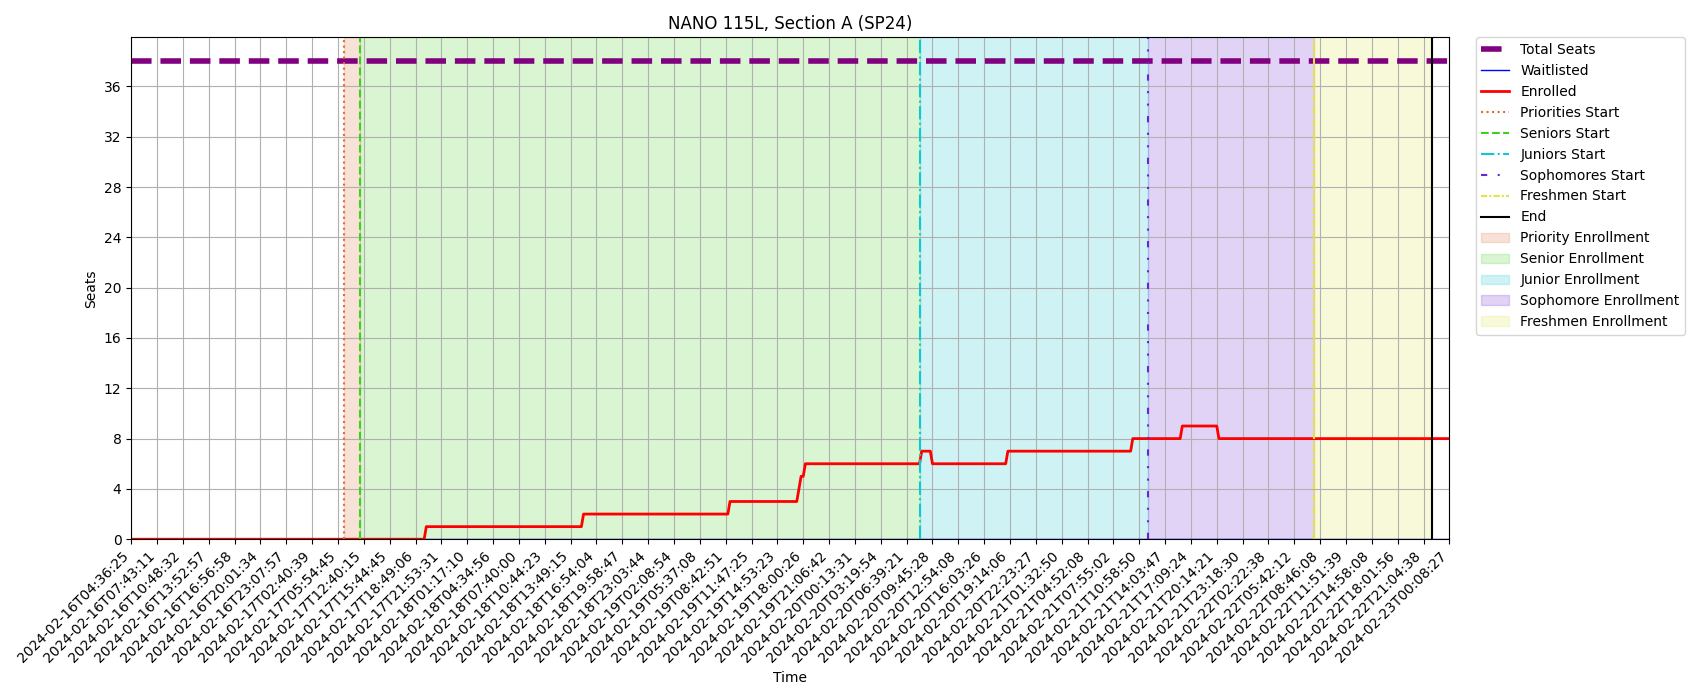 NANO 115L, Section A (SP24)
Seats
36
32
28
24
20
16
12
8
4
0
2024-02-16T04:36:25
2024-02-16T07:43:11
2024-02-16T10:48:32
2024-02-16T13:52:57
2024-02-16T16:56:58
2024-02-16T20:01:34
2024-02-16T23:07:57
2024-02-17T02:40:39
2024-02-17T05:54:45
2024-02-17T12:40:15
2024-02-17T15:44:45
2024-02-17T18:49:06
2024-02-17T21:53:31
2024-02-18T01:17:10
2024-02-18T04:34:56
2024-02-18T07:40:00
2024-02-18T10:44:23
2024-02-18T13:49:15
2024-02-18T16:54:04
2024-02-18T19:58:47
2024-02-18T23:03:44
2024-02-19T02:08:54
2024-02-19T05:37:08
2024-02-19T08:42:51
2024-02-19T11:47:25
2024-02-19T14:53:23
2024-02-19T18:00:26
2024-02-19T21:06:42
2024-02-20T00:13:31
2024-02-20T03:19:54
2024-02-20T06:39:21
2024-02-20T09:45:28
2024-02-20T12:54:08
2024-02-20T16:03:26
2024-02-20T19:14:06
2024-02-20T22:23:27
2024-02-21T01:32:50
2024-02-21T04:52:08
2024-02-21T07:55:02
2024-02-21T10:58:50
2024-02-21T14:03:47
2024-02-21T17:09:24
2024-02-21T20:14:21
2024-02-21T23:18:30
2024-02-22T02:22:38
2024-02-22T05:42:12
2024-02-22T08:46:08
2024-02-22T11:51:39
2024-02-22T14:58:08
2024-02-22T18:01:56
2024-02-22T21:04:38
2024-02-23T00:08:27
Time
Total Seats
Waitlisted
Enrolled
Priorities Start
Seniors Start
Juniors Start
Sophomores Start
Freshmen Start
End
Priority Enrollment
Senior Enrollment
Junior Enrollment
Sophomore Enrollment
Freshmen Enrollment